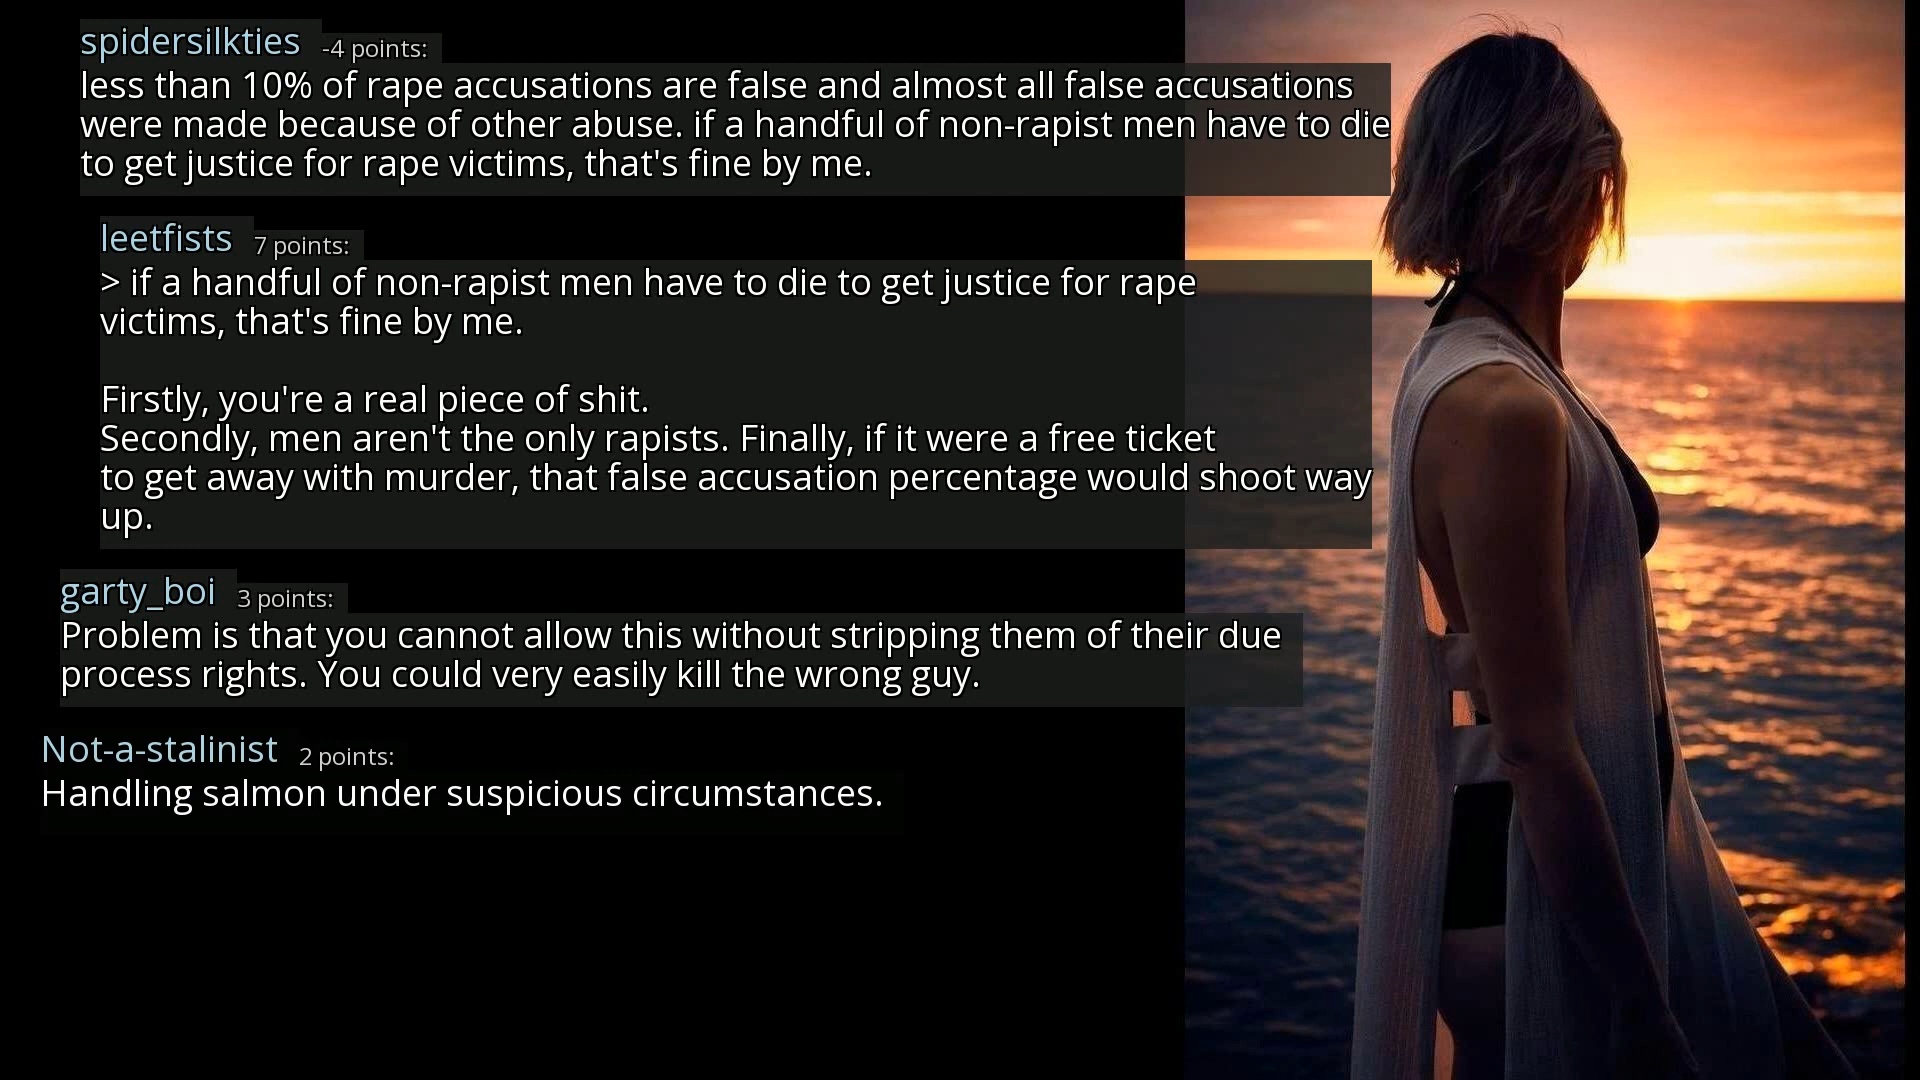 spidersilkties -4 points:
less than 10% of rape accusations are false and almost all false accusations
were made because of other abuse. if a handful of non-rapist men have to die
to get justice for rape victims, that's fine by me.
leetfists 7 points:
> if a handful of non-rapist men have to die to get justice for rape
victims, that's fine by me.
Firstly, you're a real piece of shit.
Secondly, men aren't the only rapists. Finally, if it were a free ticket
to get away with murder, that false accusation percentage would shoot way
up.
garty_boi 3 points:
Problem is that you cannot allow this without stripping them of their due
process rights. You could very easily kill the wrong guy.
Not-a-stalinist 2 points:
Handling salmon under suspicious circumstances.